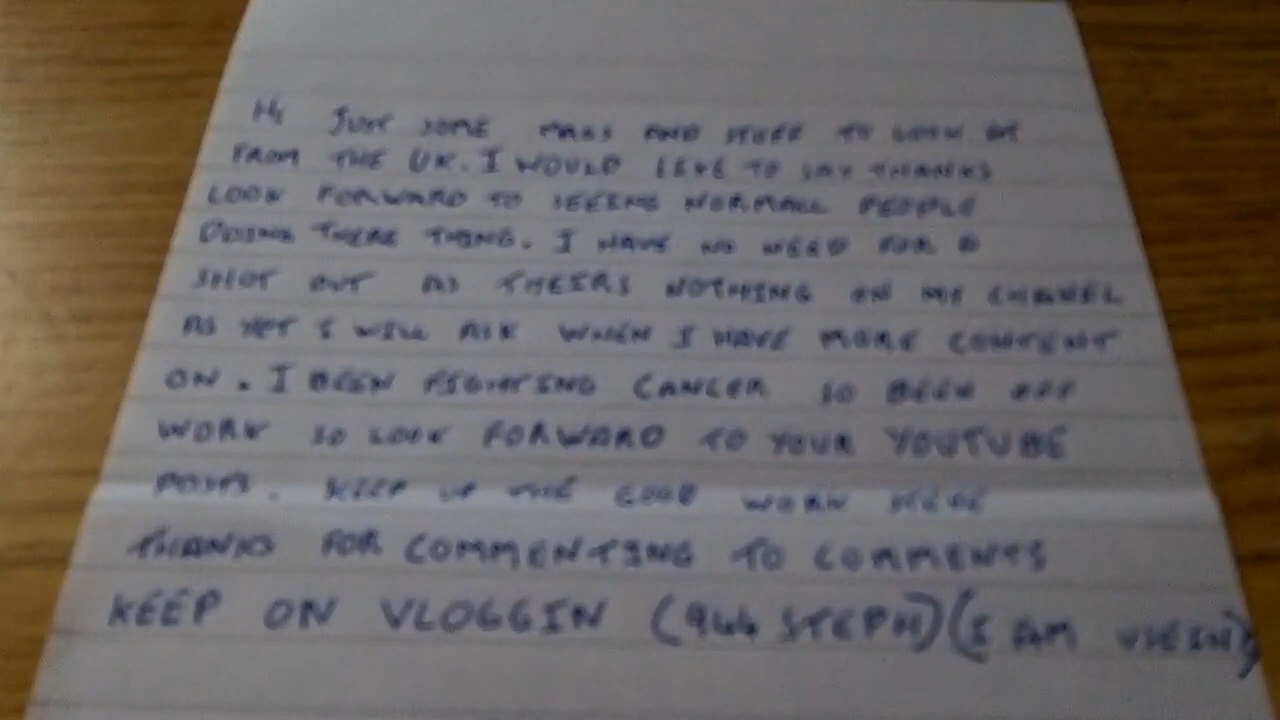 Hi JUST SOME MAGS AND STUFF TO LOOK AT
FROM THE UK. I WOULD LIKE TO SAY THANKS
LOOK FORWARD TO SEEING NORMALL PEOPLE
DOING THERE THING. I HAVE NO NEED FOR A
SHOT OUT AS THEIRS NOTHING ON MY CHANNEL
AS YET I WILL ASK WHEN I HAVE MORE CONTENT
ON. I BEEN FIGHTING CANCER SO BEEN OFF
WORK SO LOOK FORWARD TO YOUR YOUTUBE
POSTS. KEEP UP THE GOOD WORK
THANKS FOR COMMENTING TO COMMENTS
KEEP ON VLOGGIN (966 STEPH) (I AM